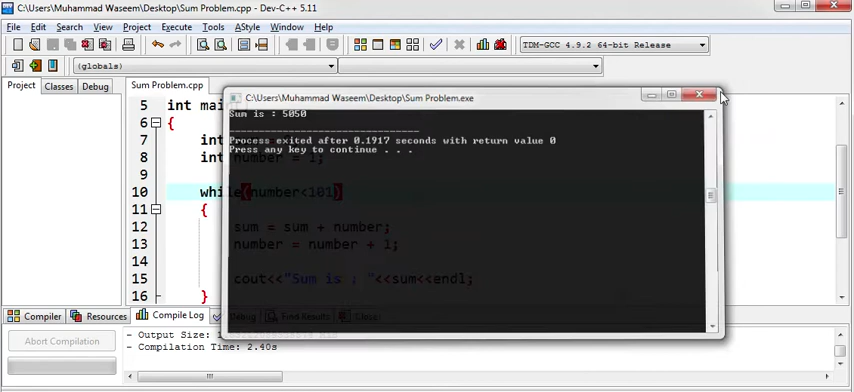 C:\Users\Muhammad Waseem\Desktop\Sum Problem.cpp - Dev-C++ 5.11
File Edit Search View Project Execute Tools AStyle Window Help
TDM-GCC 4.9.2 64-bit Release
(globals)
Project Classes Debug
Sum Problem.cpp
C:\Users\Muhammad Waseem\Desktop\Sum Problem.exe
Sum is : 5050
Process exited after 0.1917 seconds with return value 0
Press any key to continue . . .
5 int main
6 {
7 int
8 int number = 1;
9
10 while(number<101)
11 {
12 sum = sum + number;
13 number = number + 1;
14
15 cout<<"Sum is : "<<sum<<endl;
16 }
Compiler Resources Compile Log Debug Find Results Close
Abort Compilation
- Output Size:
- Compilation Time: 2.40s